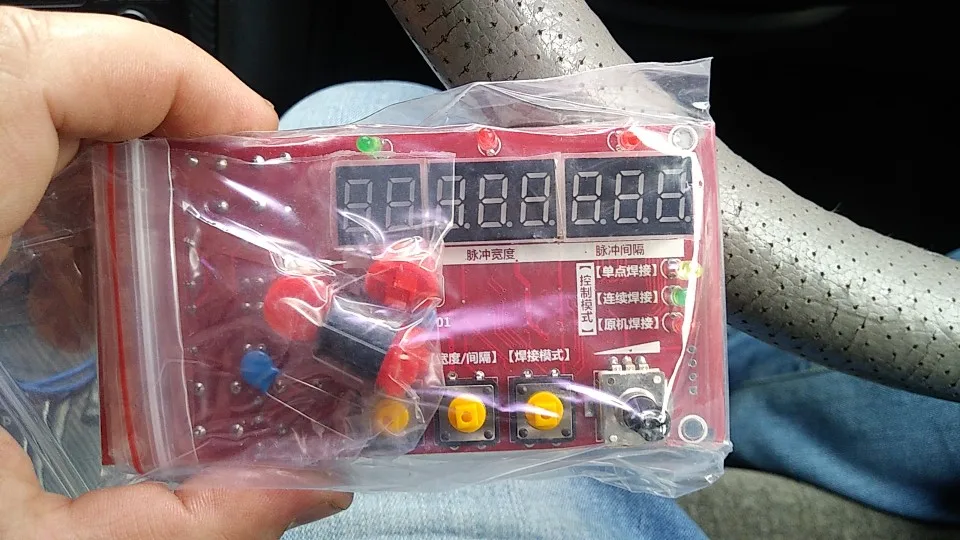 脉冲宽度 脉冲间隔
【控制模式】
【单点焊接】
【连续焊接】
【原机焊接】
01
宽度/间隔】【焊接模式】